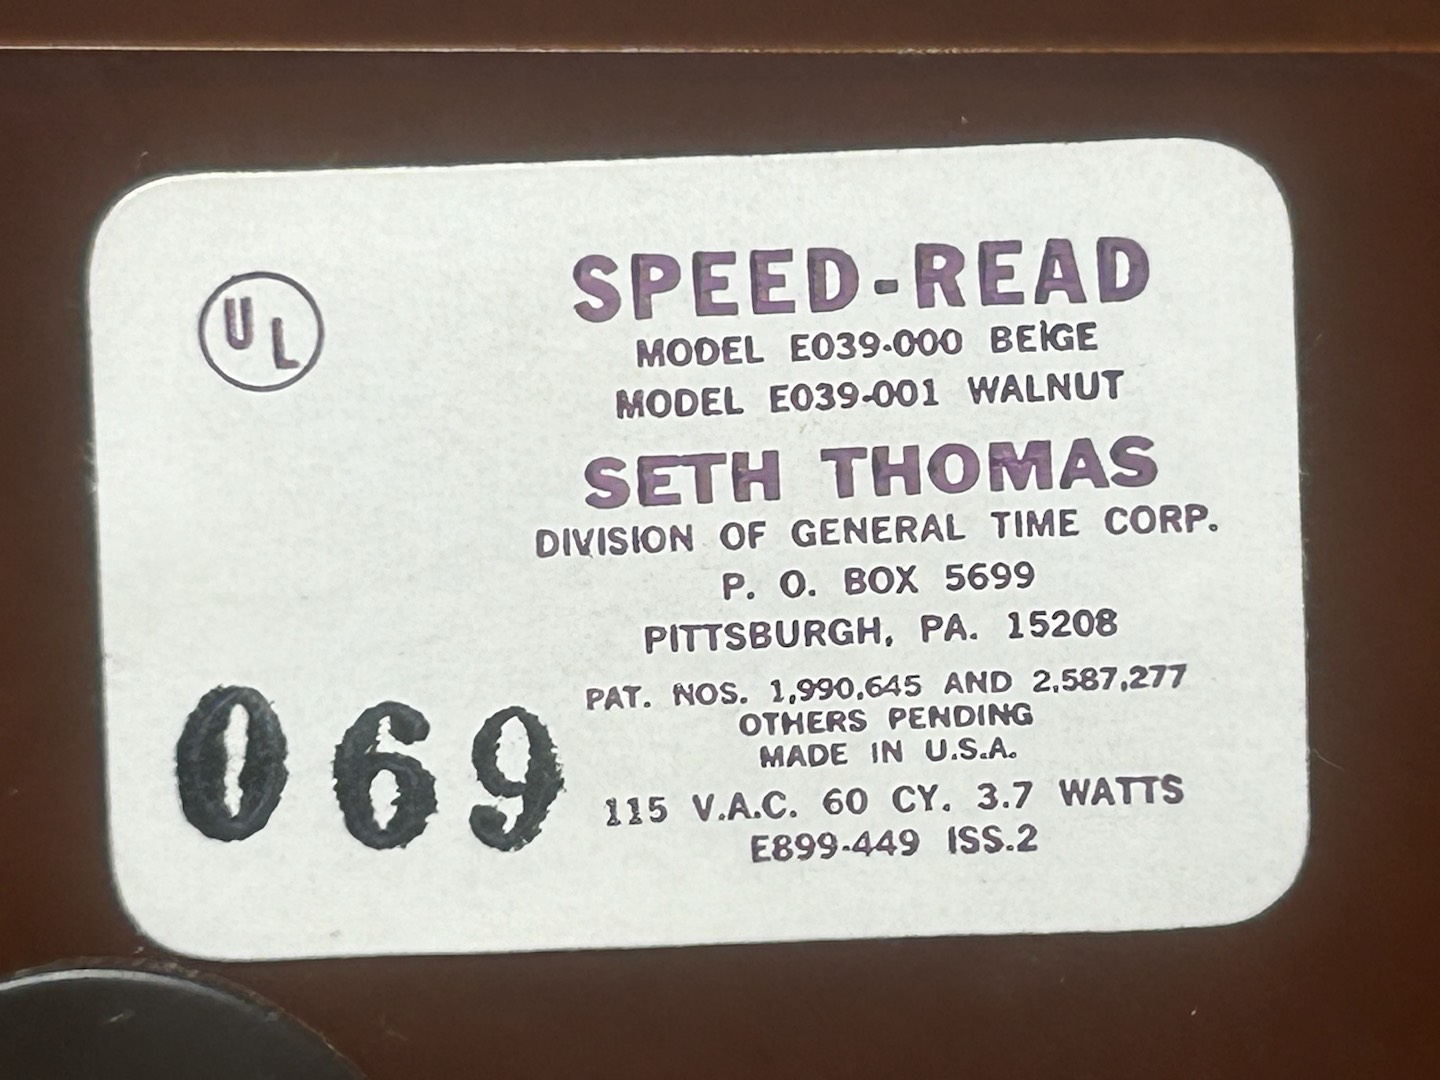 UL
SPEED-READ
MODEL E039-000 BEIGE
MODEL E039-001 WALNUT
SETH THOMAS
DIVISION OF GENERAL TIME CORP.
P. O. BOX 5699
PITTSBURGH, PA. 15208
PAT. NOS. 1,990,645 AND 2,587,277
OTHERS PENDING
MADE IN U.S.A.
115 V.A.C. 60 CY. 3.7 WATTS
E899-449 ISS.2
069